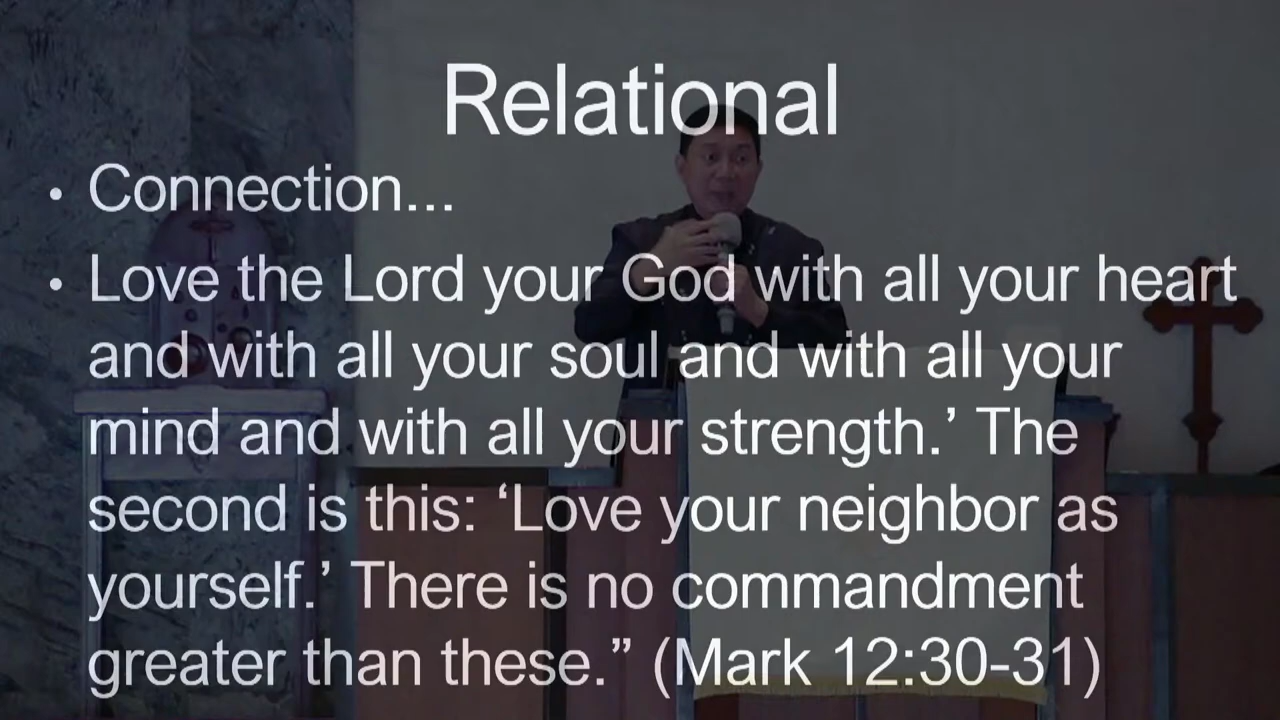 Relational
• Connection...
• Love the Lord your God with all your heart
and with all your soul and with all your
mind and with all your strength.’ The
second is this: ‘Love your neighbor as
yourself.’ There is no commandment
greater than these.” (Mark 12:30-31)